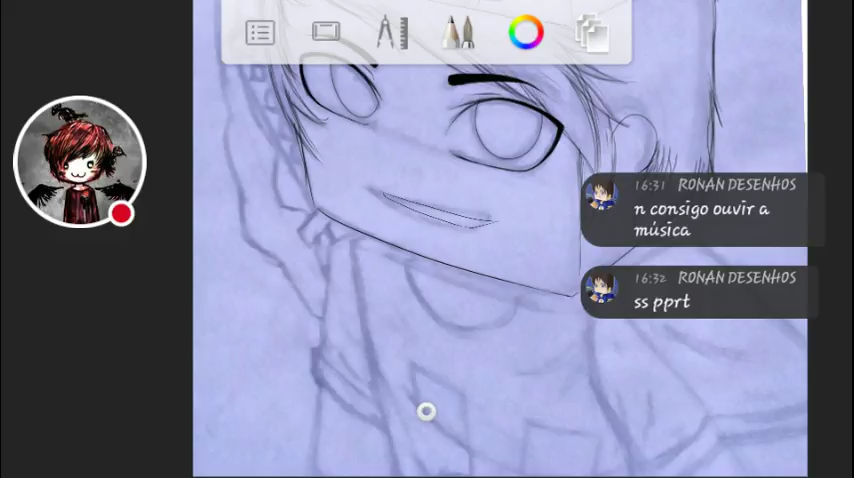 16:31 RONAN DESENHOS
n consigo ouvir a
música
16:32 RONAN DESENHOS
ss pprt